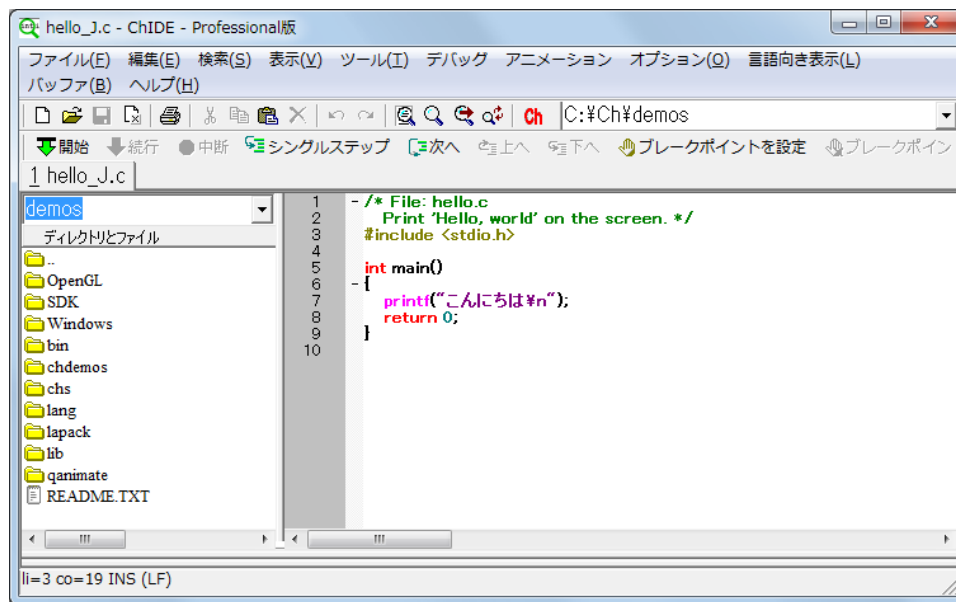 hello_J.c - ChIDE - Professional版
ファイル(F) 編集(E) 検索(S) 表示(V) ツール(T) デバッグ アニメーション オプション(O) 言語向き表示(L)
バッファ(B) ヘルプ(H)
Ch C:¥Ch¥demos
開始 続行 中断 シングルステップ 次へ 上へ 下へ ブレークポイントを設定 ブレークポイン
1 hello_J.c
demos
ディレクトリとファイル
..
OpenGL
SDK
Windows
bin
chdemos
chs
lang
lapack
lib
qanimate
README.TXT
1 - /* File: hello.c
2 Print 'Hello, world' on the screen. */
3 #include <stdio.h>
4
5 int main()
6 - {
7 printf("こんにちは¥n");
8 return 0;
9 }
10
li=3 co=19 INS (LF)